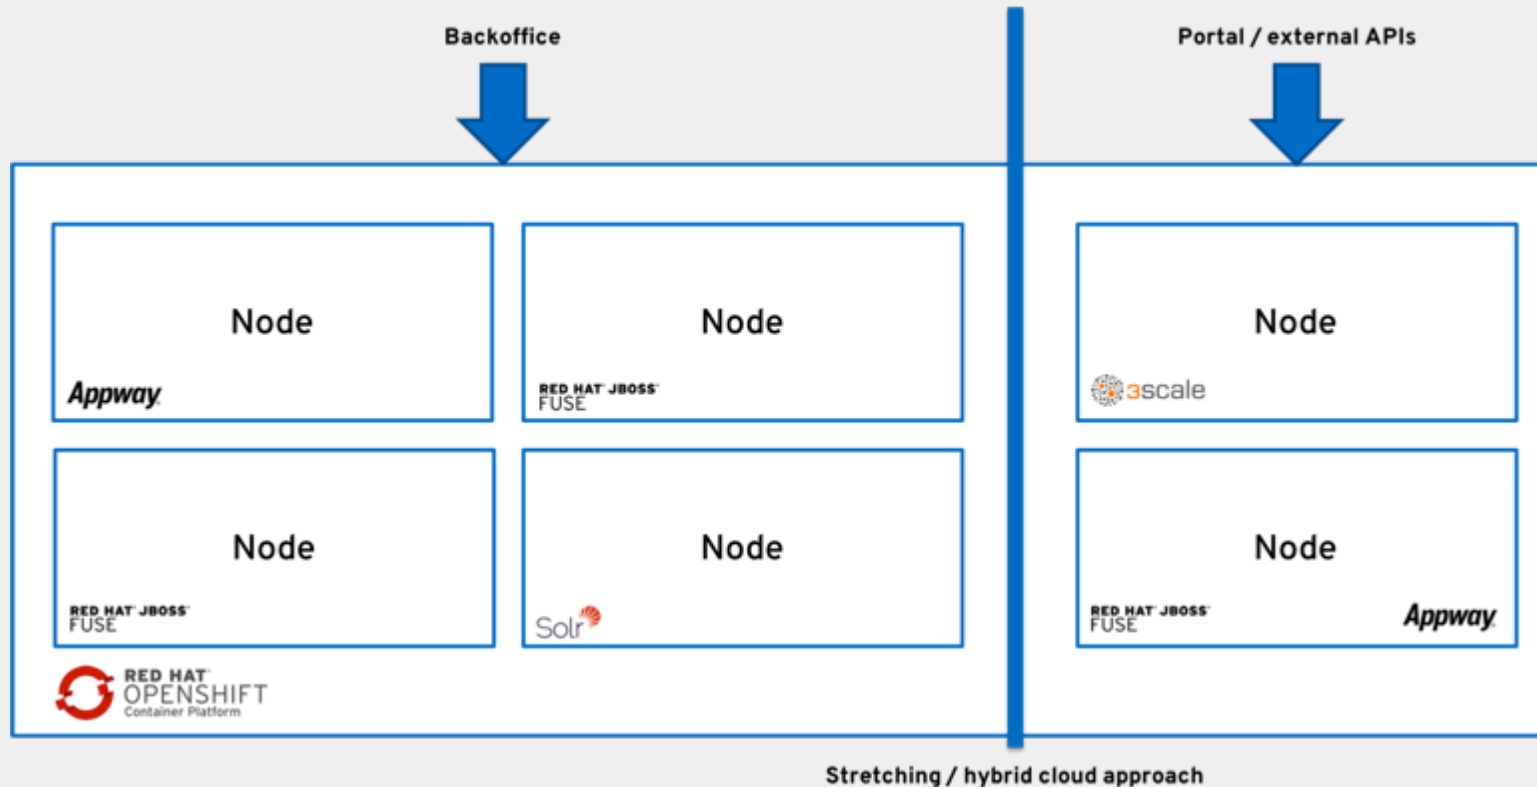 Backoffice
Portal / external APIs
Node
Appway
Node
RED HAT JBOSS
FUSE
Node
3scale
Node
RED HAT JBOSS
FUSE
Node
Solr
Node
RED HAT JBOSS
FUSE
Appway
RED HAT
OPENSHIFT
Container Platform
Stretching / hybrid cloud approach